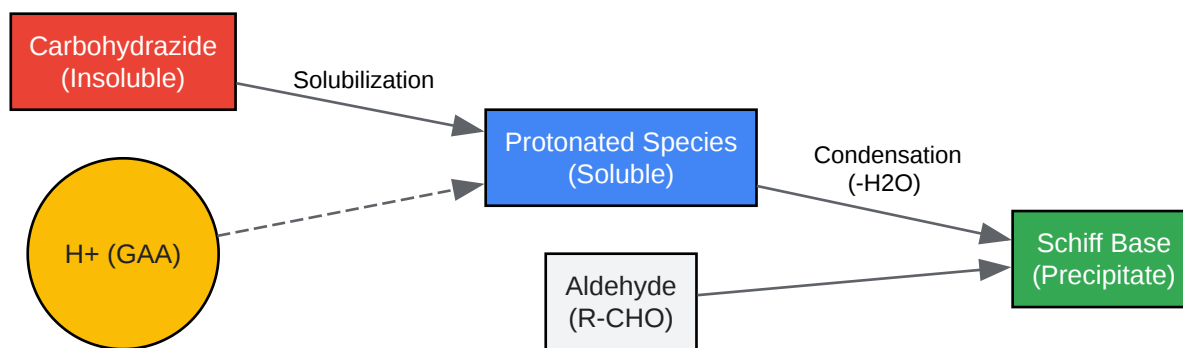 Carbohydrazide
(Insoluble)
Solubilization
Protonated Species
(Soluble)
Condensation
(-H2O)
H+ (GAA)
Schiff Base
(Precipitate)
Aldehyde
(R-CHO)